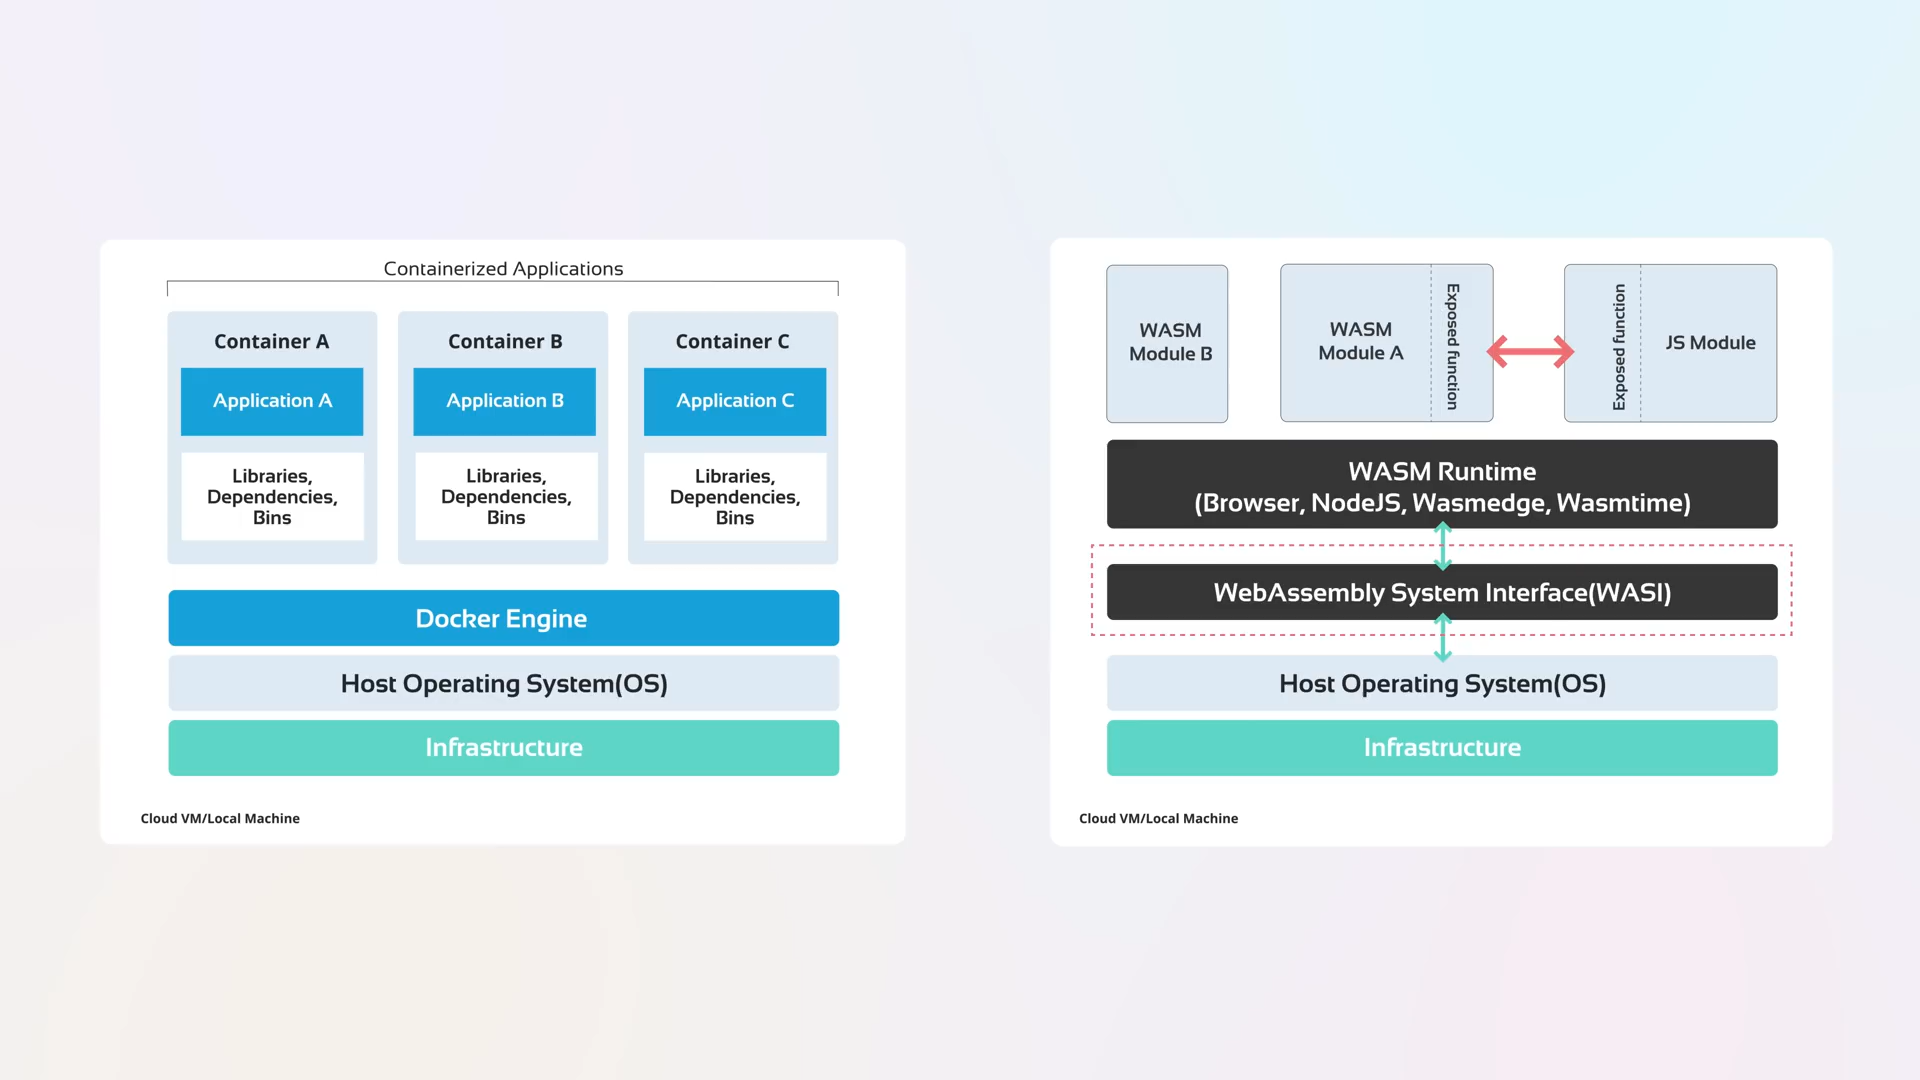 Containerized Applications
Container A
Application A
Libraries,
Dependencies,
Bins
Container B
Application B
Libraries,
Dependencies,
Bins
Container C
Application C
Libraries,
Dependencies,
Bins
Docker Engine
Host Operating System(OS)
Infrastructure
Cloud VM/Local Machine
WASM
Module B
WASM
Module A
Exposed function
Exposed function
JS Module
WASM Runtime
(Browser, NodeJS, Wasmedge, Wasmtime)
WebAssembly System Interface(WASI)
Host Operating System(OS)
Infrastructure
Cloud VM/Local Machine